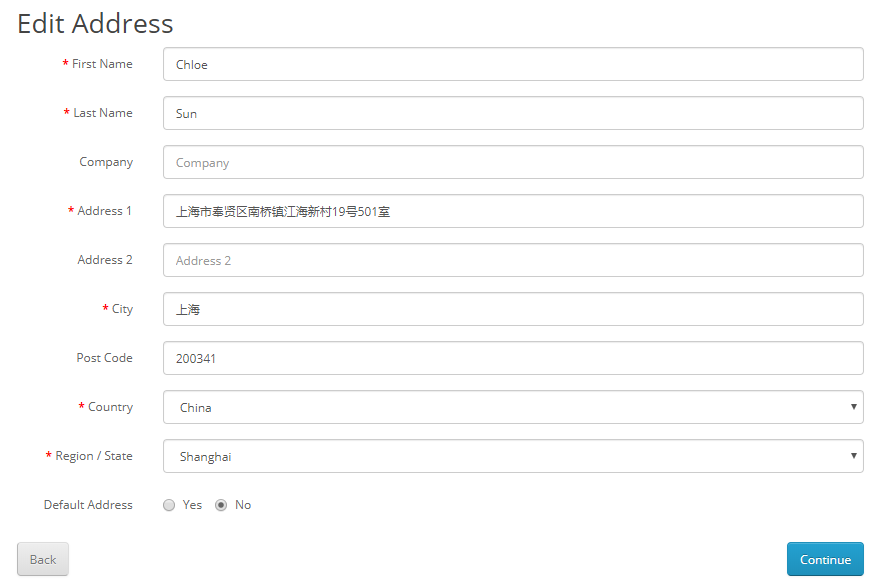 Edit Address
* First Name Chloe
* Last Name Sun
Company Company
* Address 1 上海市奉贤区南桥镇江海新村19号501室
Address 2 Address 2
* City 上海
Post Code 200341
* Country China
* Region / State Shanghai
Default Address Yes No
Back Continue